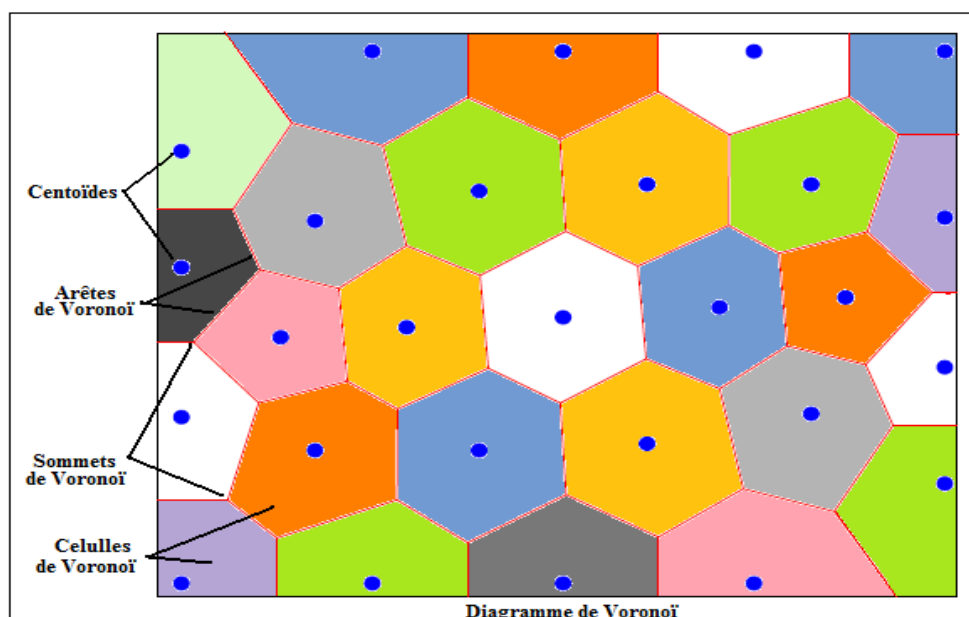 Centoïdes
Arêtes
de Voronoï
Sommets
de Voronoï
Celulles
de Voronoï
Diagramme de Voronoï